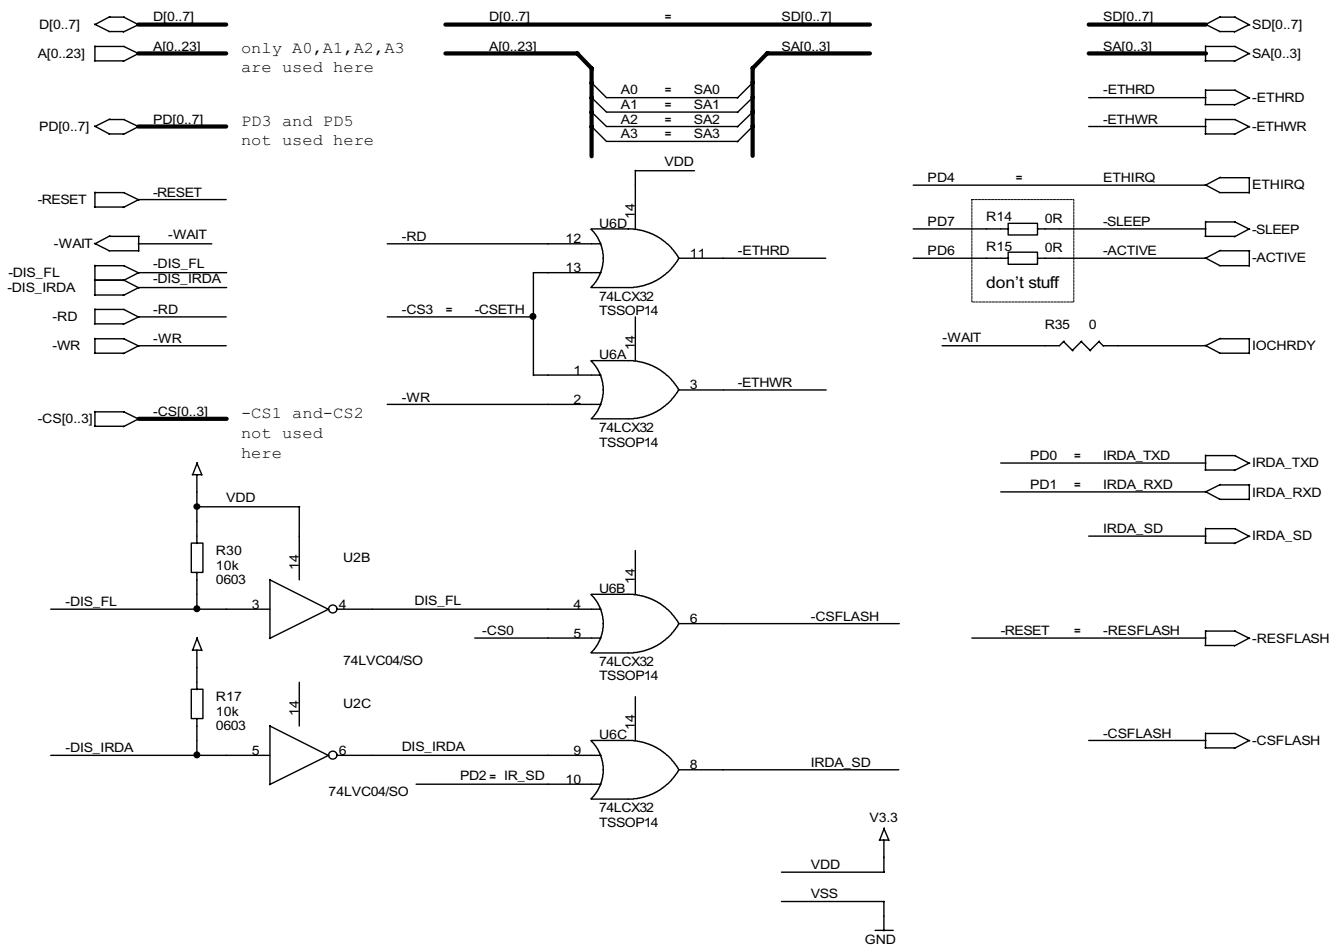 D[0..7] D[0..7] D[0..7] = SD[0..7] SD[0..7] SD[0..7]
A[0..23] A[0..23] only A0,A1,A2,A3 A[0..23] SA[0..3] SA[0..3] SA[0..3]
are used here
A0 = SA0 -ETHRD -ETHRD
A1 = SA1
PD[0..7] PD[0..7] PD3 and PD5 A2 = SA2 -ETHWR -ETHWR
not used here A3 = SA3
VDD
PD4 = ETHIRQ ETHIRQ
-RESET -RESET
14
U6D
PD7 R14 0R -SLEEP -SLEEP
-WAIT -WAIT -RD 12
11 -ETHRD PD6 R15 0R -ACTIVE -ACTIVE
-DIS_FL -DIS_FL 13
-DIS_IRDA -DIS_IRDA
don't stuff
74LCX32
TSSOP14
-RD -RD -CS3 = -CSETH
-WR -WR
14
U6A
-WAIT R35 0 IOCHRDY
1
3 -ETHWR
-WR 2
-CS[0..3] -CS[0..3] -CS1 and-CS2
not used
here
74LCX32
TSSOP14
PD0 = IRDA_TXD IRDA_TXD
PD1 = IRDA_RXD IRDA_RXD
VDD
IRDA_SD IRDA_SD
R30
10k
0603
14
U2B
14
U6B
-DIS_FL 3 4 DIS_FL 4
6 -CSFLASH
-CS0 5
-RESET = -RESFLASH -RESFLASH
74LVC04/SO
74LCX32
TSSOP14
R17
10k
0603
14
U2C
14
U6C
-CSFLASH -CSFLASH
-DIS_IRDA 5 6 DIS_IRDA 9
8 IRDA_SD
PD2 = IR_SD 10
74LVC04/SO
74LCX32
TSSOP14
V3.3
VDD
VSS
GND